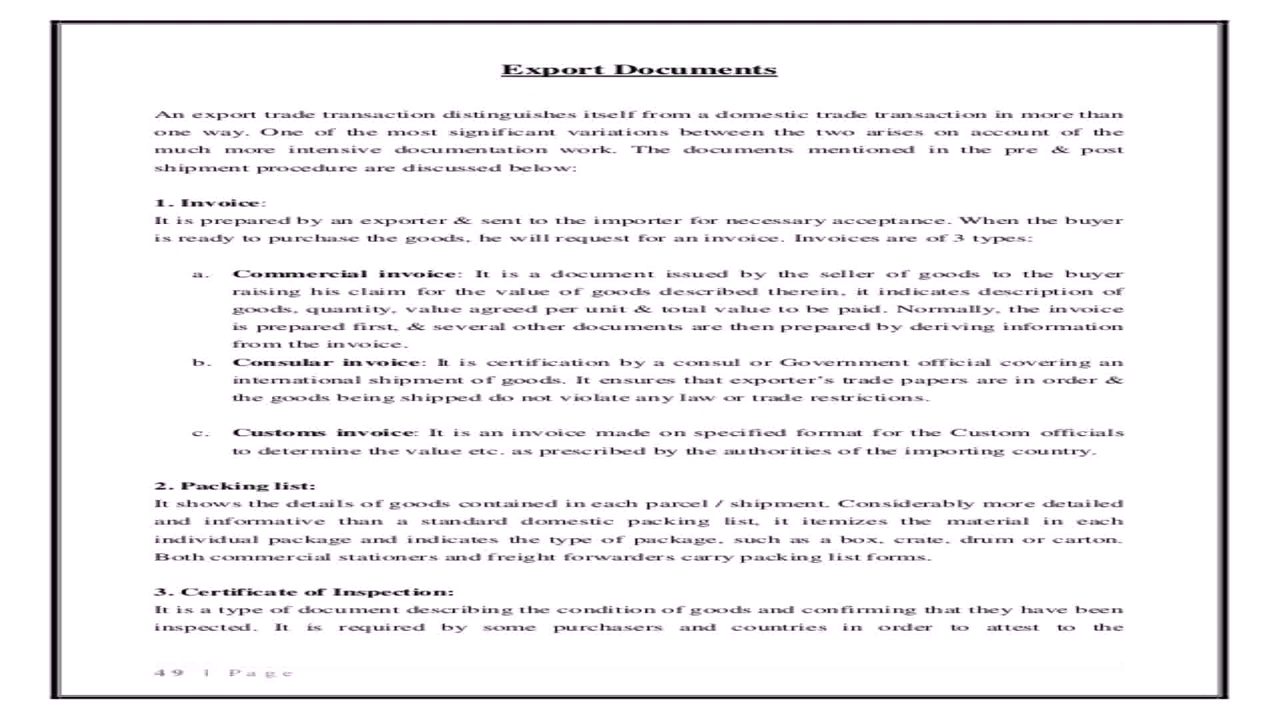 Export Documents
An export trade transaction distinguishes itself from a domestic trade transaction in more than
one way. One of the most significant variations between the two arises on account of the
much more intensive documentation work. The documents mentioned in the pre & post
shipment procedure are discussed below:
1. Invoice:
It is prepared by an exporter & sent to the importer for necessary acceptance. When the buyer
is ready to purchase the goods, he will request for an invoice. Invoices are of 3 types:
a. Commercial invoice: It is a document issued by the seller of goods to the buyer
raising his claim for the value of goods described therein, it indicates description of
goods, quantity, value agreed per unit & total value to be paid. Normally, the invoice
is prepared first, & several other documents are then prepared by deriving information
from the invoice.
b. Consular invoice: It is certification by a consul or Government official covering an
international shipment of goods. It ensures that exporter's trade papers are in order &
the goods being shipped do not violate any law or trade restrictions.
c. Customs invoice: It is an invoice made on specified format for the Custom officials
to determine the value etc. as prescribed by the authorities of the importing country.
2. Packing list:
It shows the details of goods contained in each parcel / shipment. Considerably more detailed
and informative than a standard domestic packing list, it itemizes the material in each
individual package and indicates the type of package, such as a box, crate, drum or carton.
Both commercial stationers and freight forwarders carry packing list forms.
3. Certificate of Inspection:
It is a type of document describing the condition of goods and confirming that they have been
inspected. It is required by some purchasers and countries in order to attest to the
49 | Page